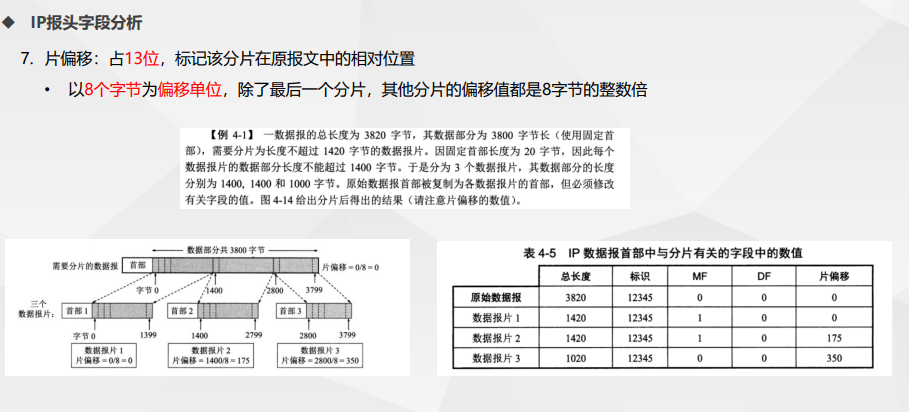 ◆ IP报头字段分析
7. 片偏移：占13位，标记该分片在原报文中的相对位置
• 以8个字节为偏移单位，除了最后一个分片，其他分片的偏移值都是8字节的整数倍
【例 4-1】 一数据报的总长度为 3820 字节，其数据部分为 3800 字节长（使用固定首
部），需要分片为长度不超过 1420 字节的数据报片。因固定首部长度为 20 字节，因此每个
数据报片的数据部分长度不能超过 1400 字节。于是分为 3 个数据报片，其数据部分的长度
分别为 1400, 1400 和 1000 字节。原始数据报首部被复制为各数据报片的首部，但必须修改
有关字段的值。图 4-14 给出分片后得出的结果（请注意片偏移的数值）。
数据部分共 3800 字节
需要分片的数据报 首部 片偏移 = 0/8 = 0
字节 0 1400 2800 3799
三个
数据报片： 首部 1 首部 2 首部 3
字节 0 1399 1400 2799 2800 3799
数据报片 1 数据报片 2 数据报片 3
片偏移 = 0/8 = 0 片偏移 = 1400/8 = 175 片偏移 = 2800/8 = 350
表 4-5 IP 数据报首部中与分片有关的字段中的数值
总长度 标识 MF DF 片偏移
原始数据报 3820 12345 0 0 0
数据报片 1 1420 12345 1 0 0
数据报片 2 1420 12345 1 0 175
数据报片 3 1020 12345 0 0 350